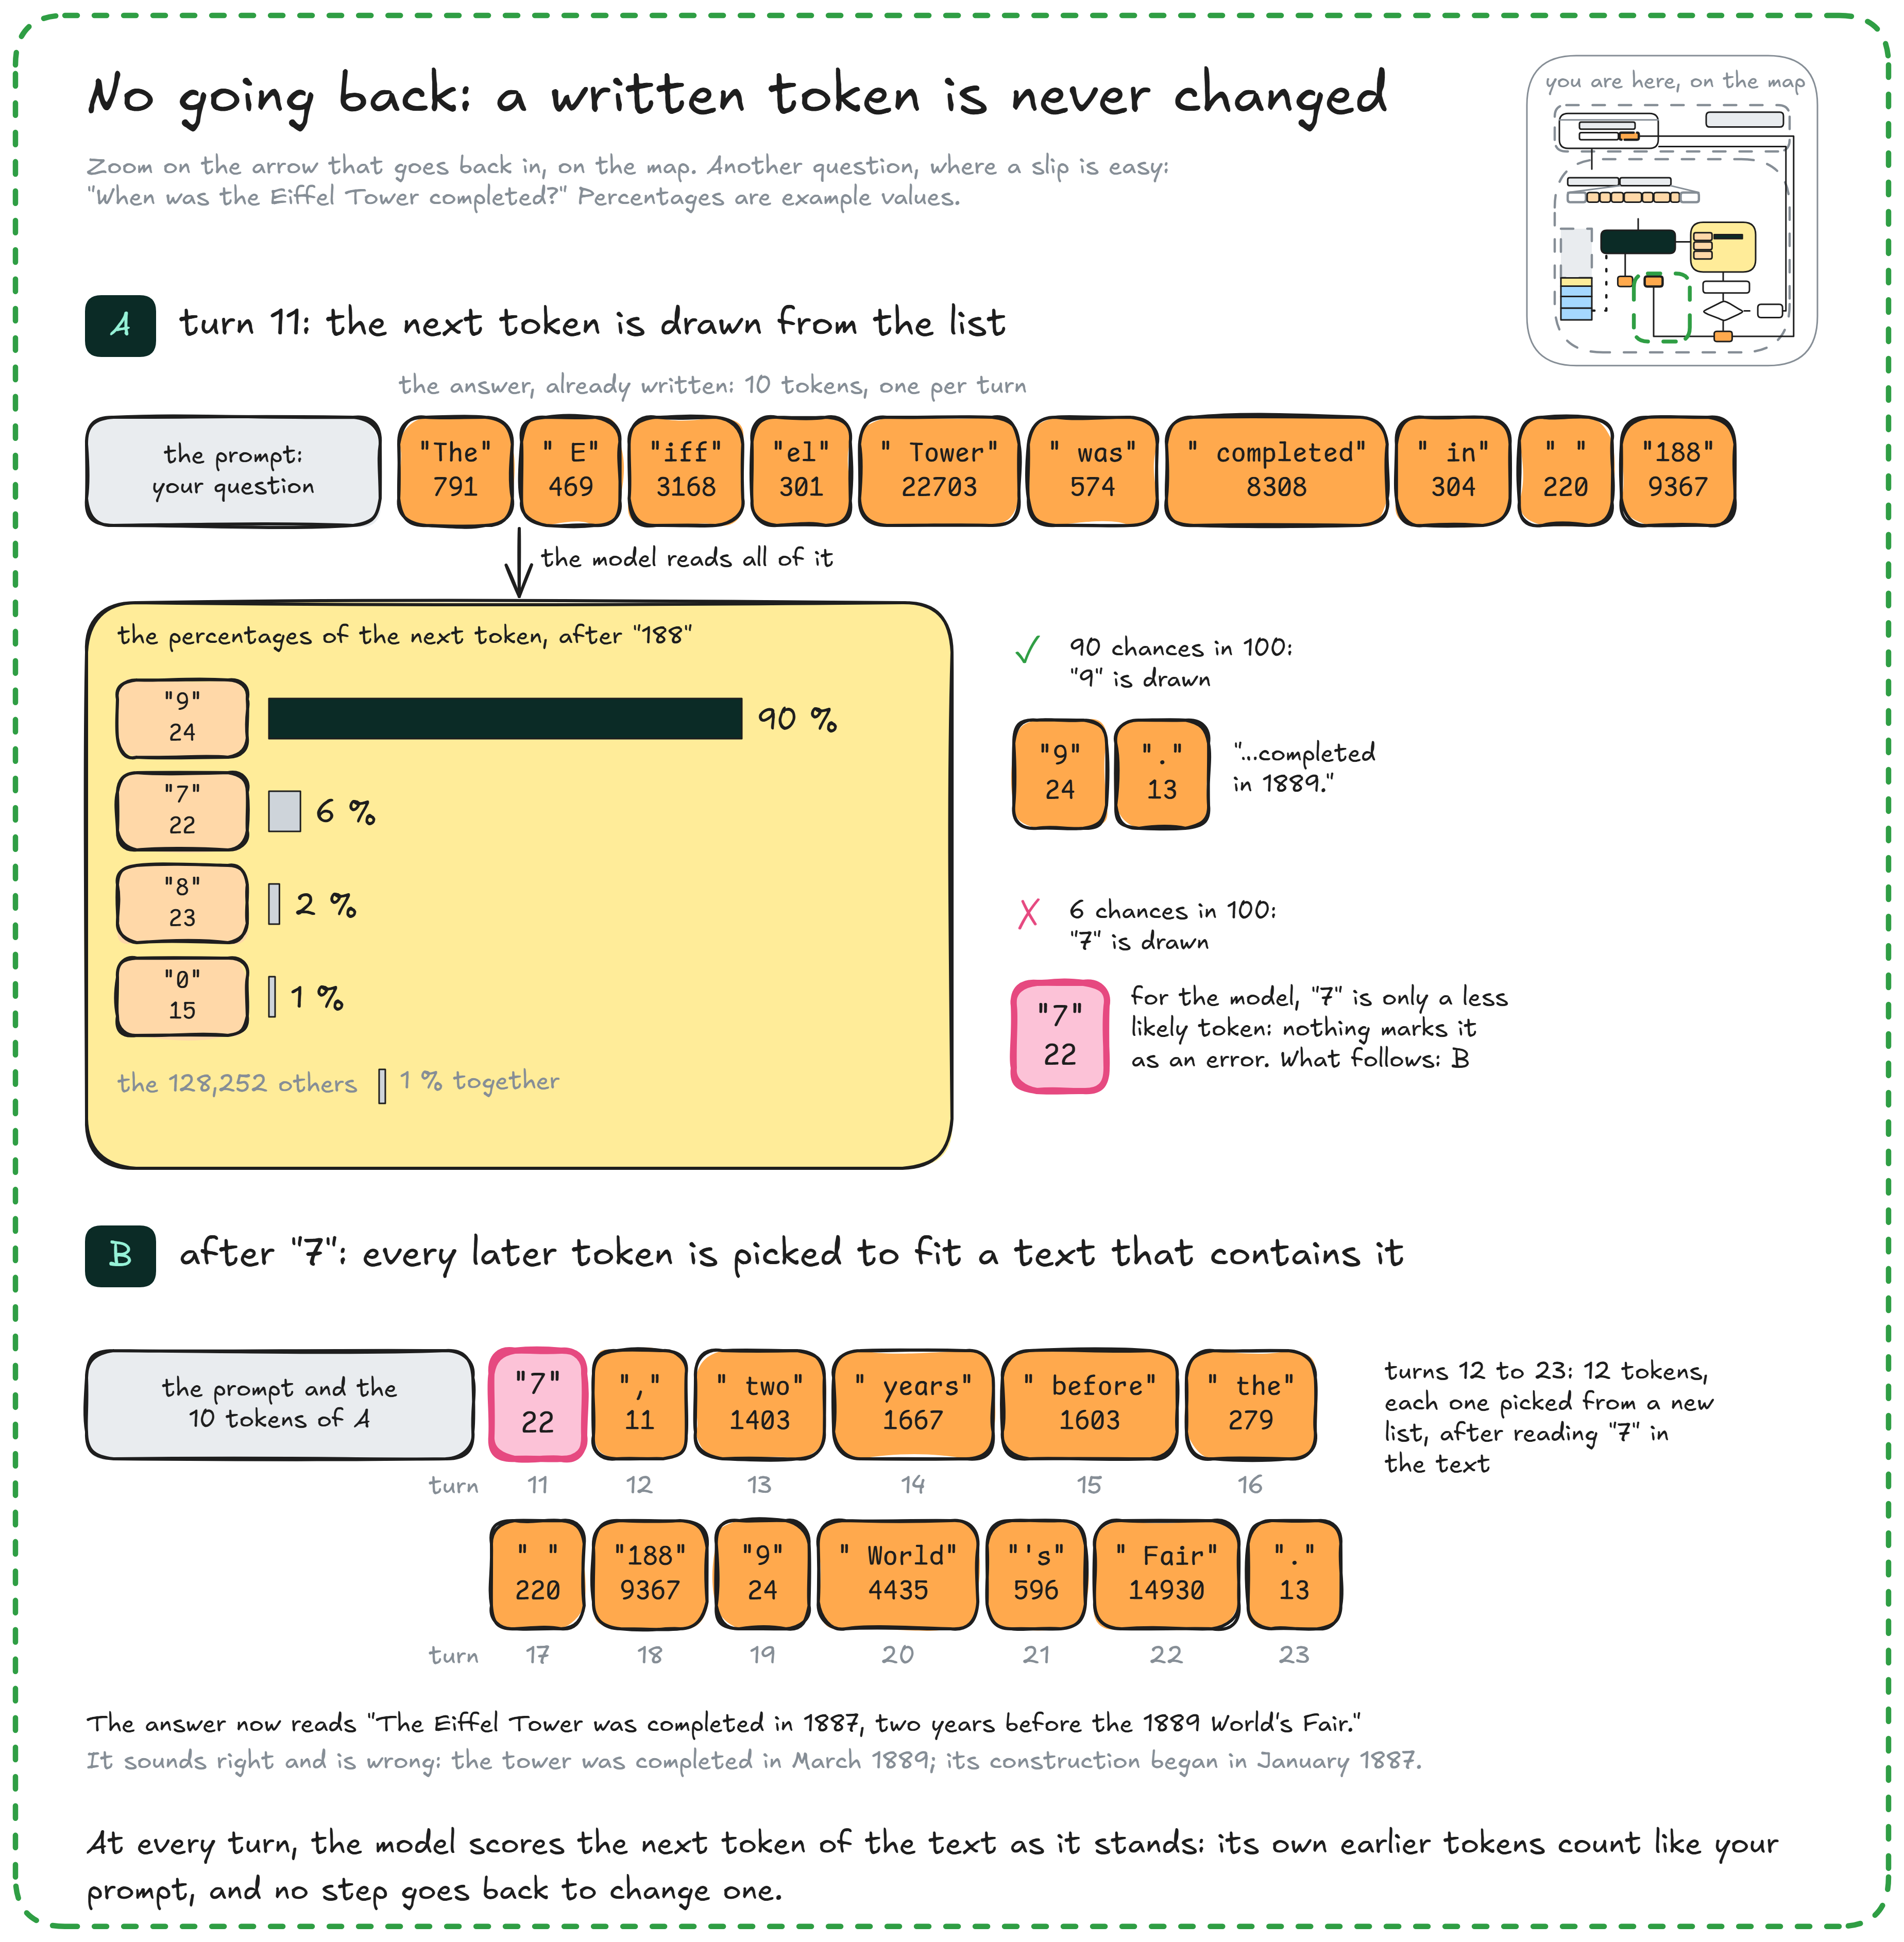 No going back: a written token is never changed
you are here, on the map
Zoom on the arrow that goes back in, on the map. Another question, where a slip is easy:
"When was the Eiffel Tower completed?" Percentages are example values.
A
turn 11: the next token is drawn from the list
the answer, already written: 10 tokens, one per turn
the prompt:
your question
"The" " E" "iff" "el" " Tower" " was" " completed" " in" " " "188"
791 469 3168 301 22703 574 8308 304 220 9367
the model reads all of it
the percentages of the next token, after "188"
"9"
24
90 %
"7"
22
6 %
"8"
23
2 %
"0"
15
1 %
the 128,252 others 1 % together
✓ 90 chances in 100:
"9" is drawn
"9" "."
24 13
"...completed
in 1889."
✗ 6 chances in 100:
"7" is drawn
"7"
22
for the model, "7" is only a less
likely token: nothing marks it
as an error. What follows: B
B
after "7": every later token is picked to fit a text that contains it
the prompt and the
10 tokens of A
"7" "," " two" " years" " before" " the"
22 11 1403 1667 1603 279
turn 11 12 13 14 15 16
turns 12 to 23: 12 tokens,
each one picked from a new
list, after reading "7" in
the text
" " "188" "9" " World" "'s" " Fair" "."
220 9367 24 4435 596 14930 13
turn 17 18 19 20 21 22 23
The answer now reads "The Eiffel Tower was completed in 1887, two years before the 1889 World's Fair."
It sounds right and is wrong: the tower was completed in March 1889; its construction began in January 1887.
At every turn, the model scores the next token of the text as it stands: its own earlier tokens count like your
prompt, and no step goes back to change one.